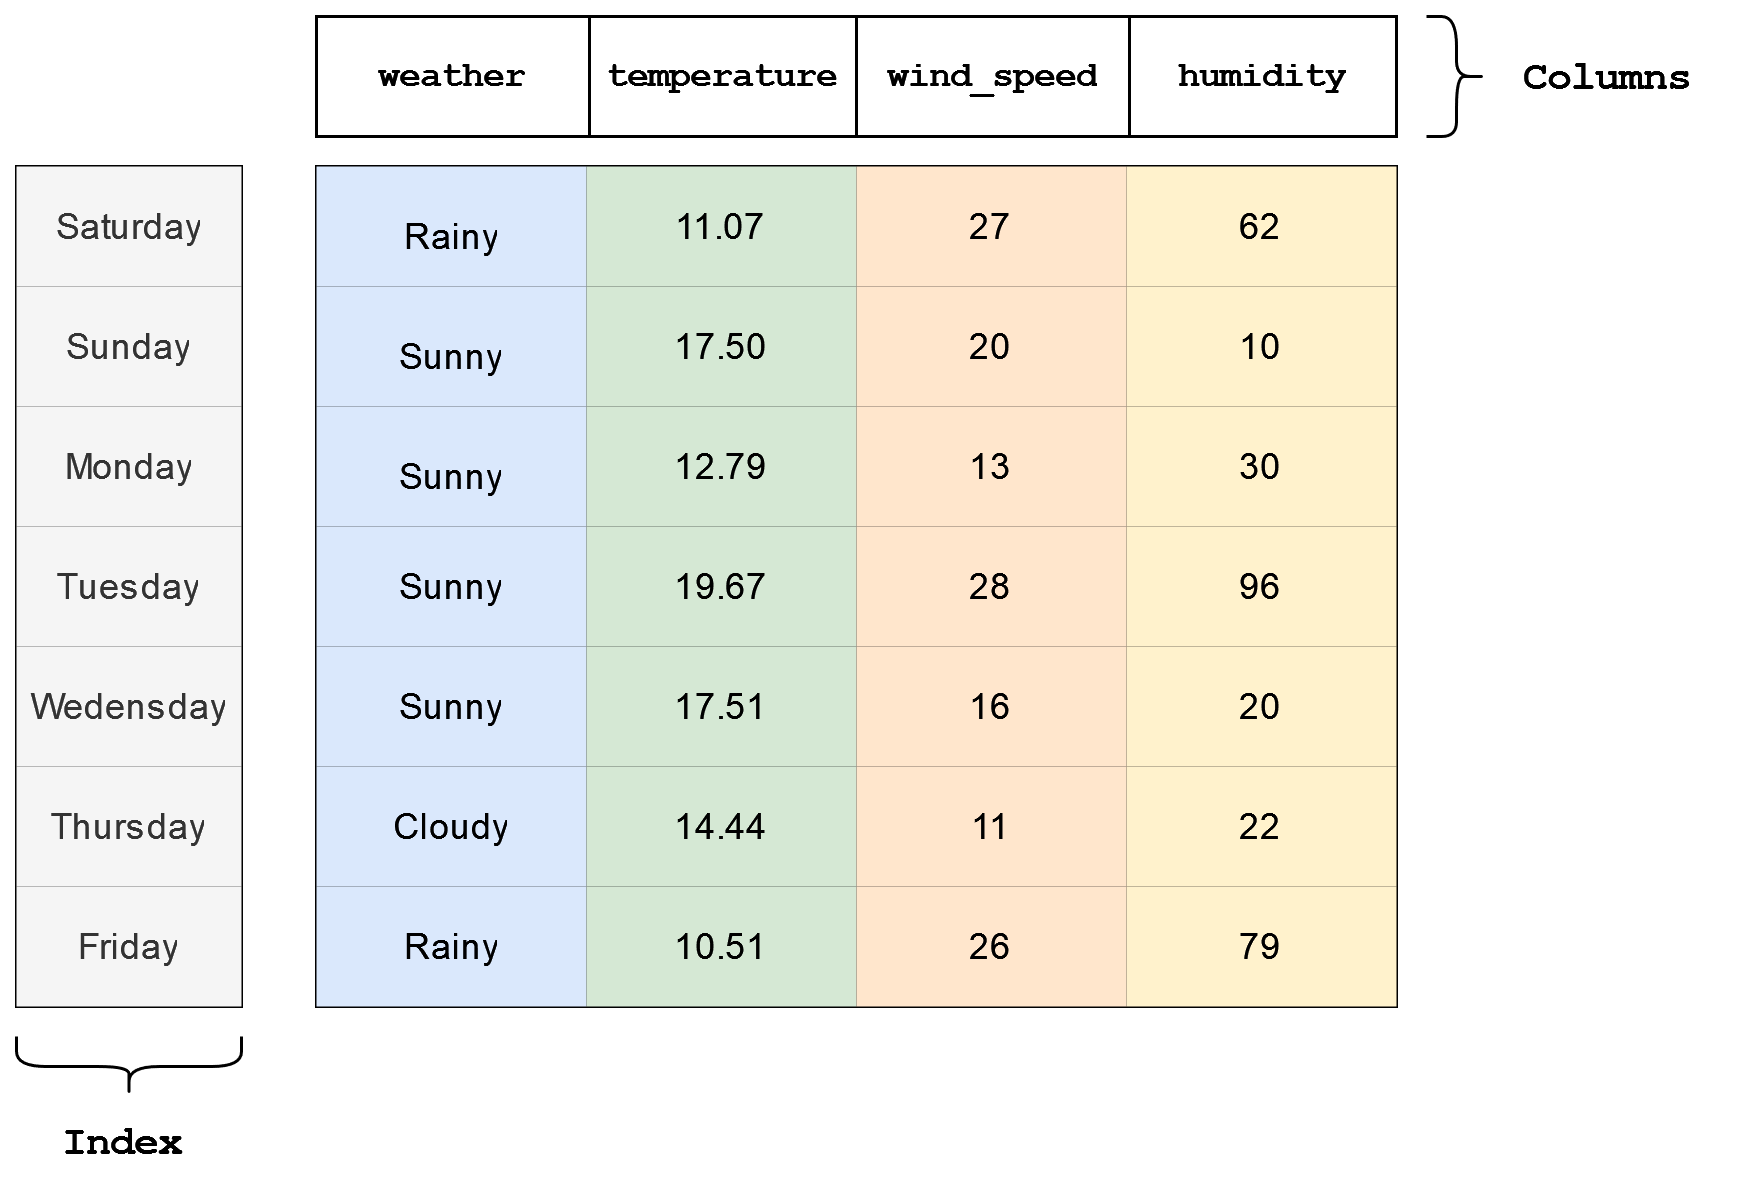 weather temperature wind_speed humidity Columns
Saturday Rainy 11.07 27 62
Sunday Sunny 17.50 20 10
Monday Sunny 12.79 13 30
Tuesday Sunny 19.67 28 96
Wedensday Sunny 17.51 16 20
Thursday Cloudy 14.44 11 22
Friday Rainy 10.51 26 79
Index